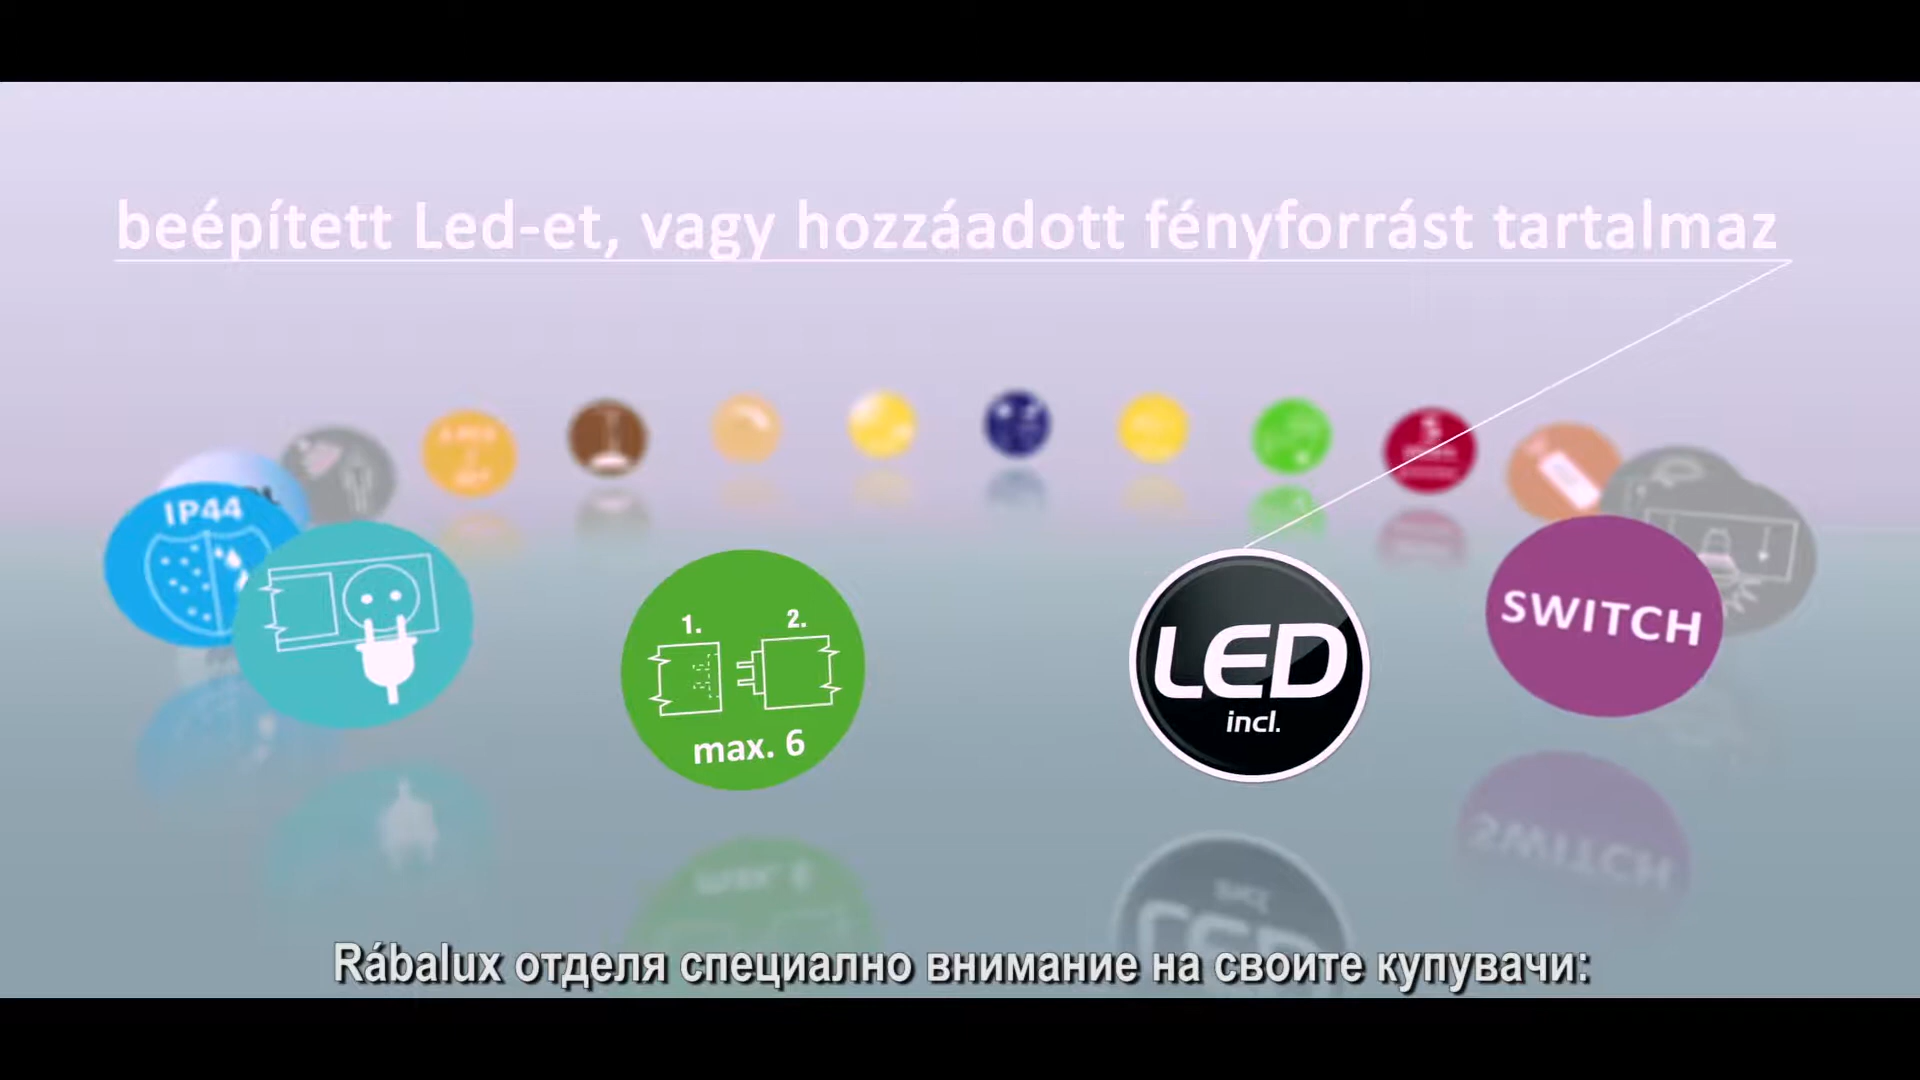 beépített Led-et, vagy hozzáadott fényforrást tartalmaz
IP44
1. 2.
max. 6
LED
incl.
SWITCH
Rábalux отделя специално внимание на своите купувачи: